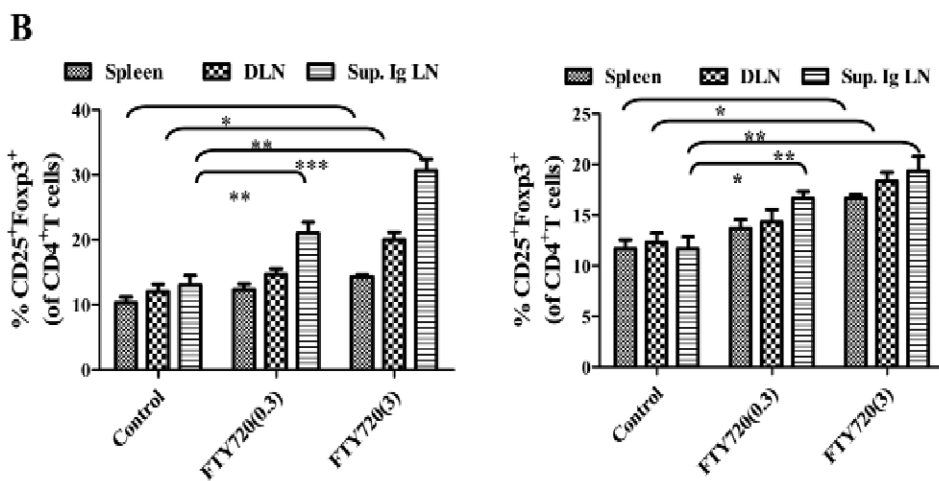 B
Spleen DLN Sup. Ig LN
% CD25⁺Foxp3⁺
(of CD4⁺T cells)
40
30
20
10
0
*
**
***
**
Control
FTY720(0.3)
FTY720(3)
Spleen DLN Sup. Ig LN
% CD25⁺Foxp3⁺
(of CD4⁺T cells)
25
20
15
10
5
0
*
**
**
*
Control
FTY720(0.3)
FTY720(3)